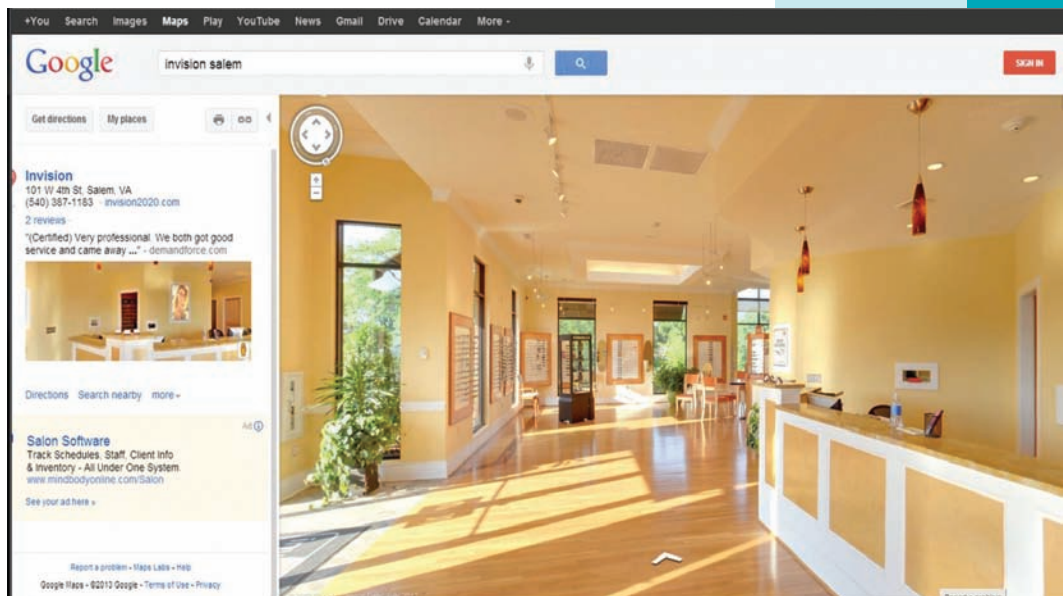 +You Search Images Maps Play YouTube News Gmail Drive Calendar More
Google
invision salem
SIGN IN
Get directions My places
Invision
101 W 4th St, Salem, VA
(540) 387-1183 · invision2020.com
2 reviews
"(Certified) Very professional. We both got good
service and came away ..." - demandforce.com
Directions Search nearby more
Ad
Salon Software
Track Schedules, Staff, Client Info
& Inventory - All Under One System.
www.mindbodyonline.com/Salon
See your ad here »
Report a problem - Maps Labs - Help
Google Maps - ©2013 Google - Terms of Use - Privacy